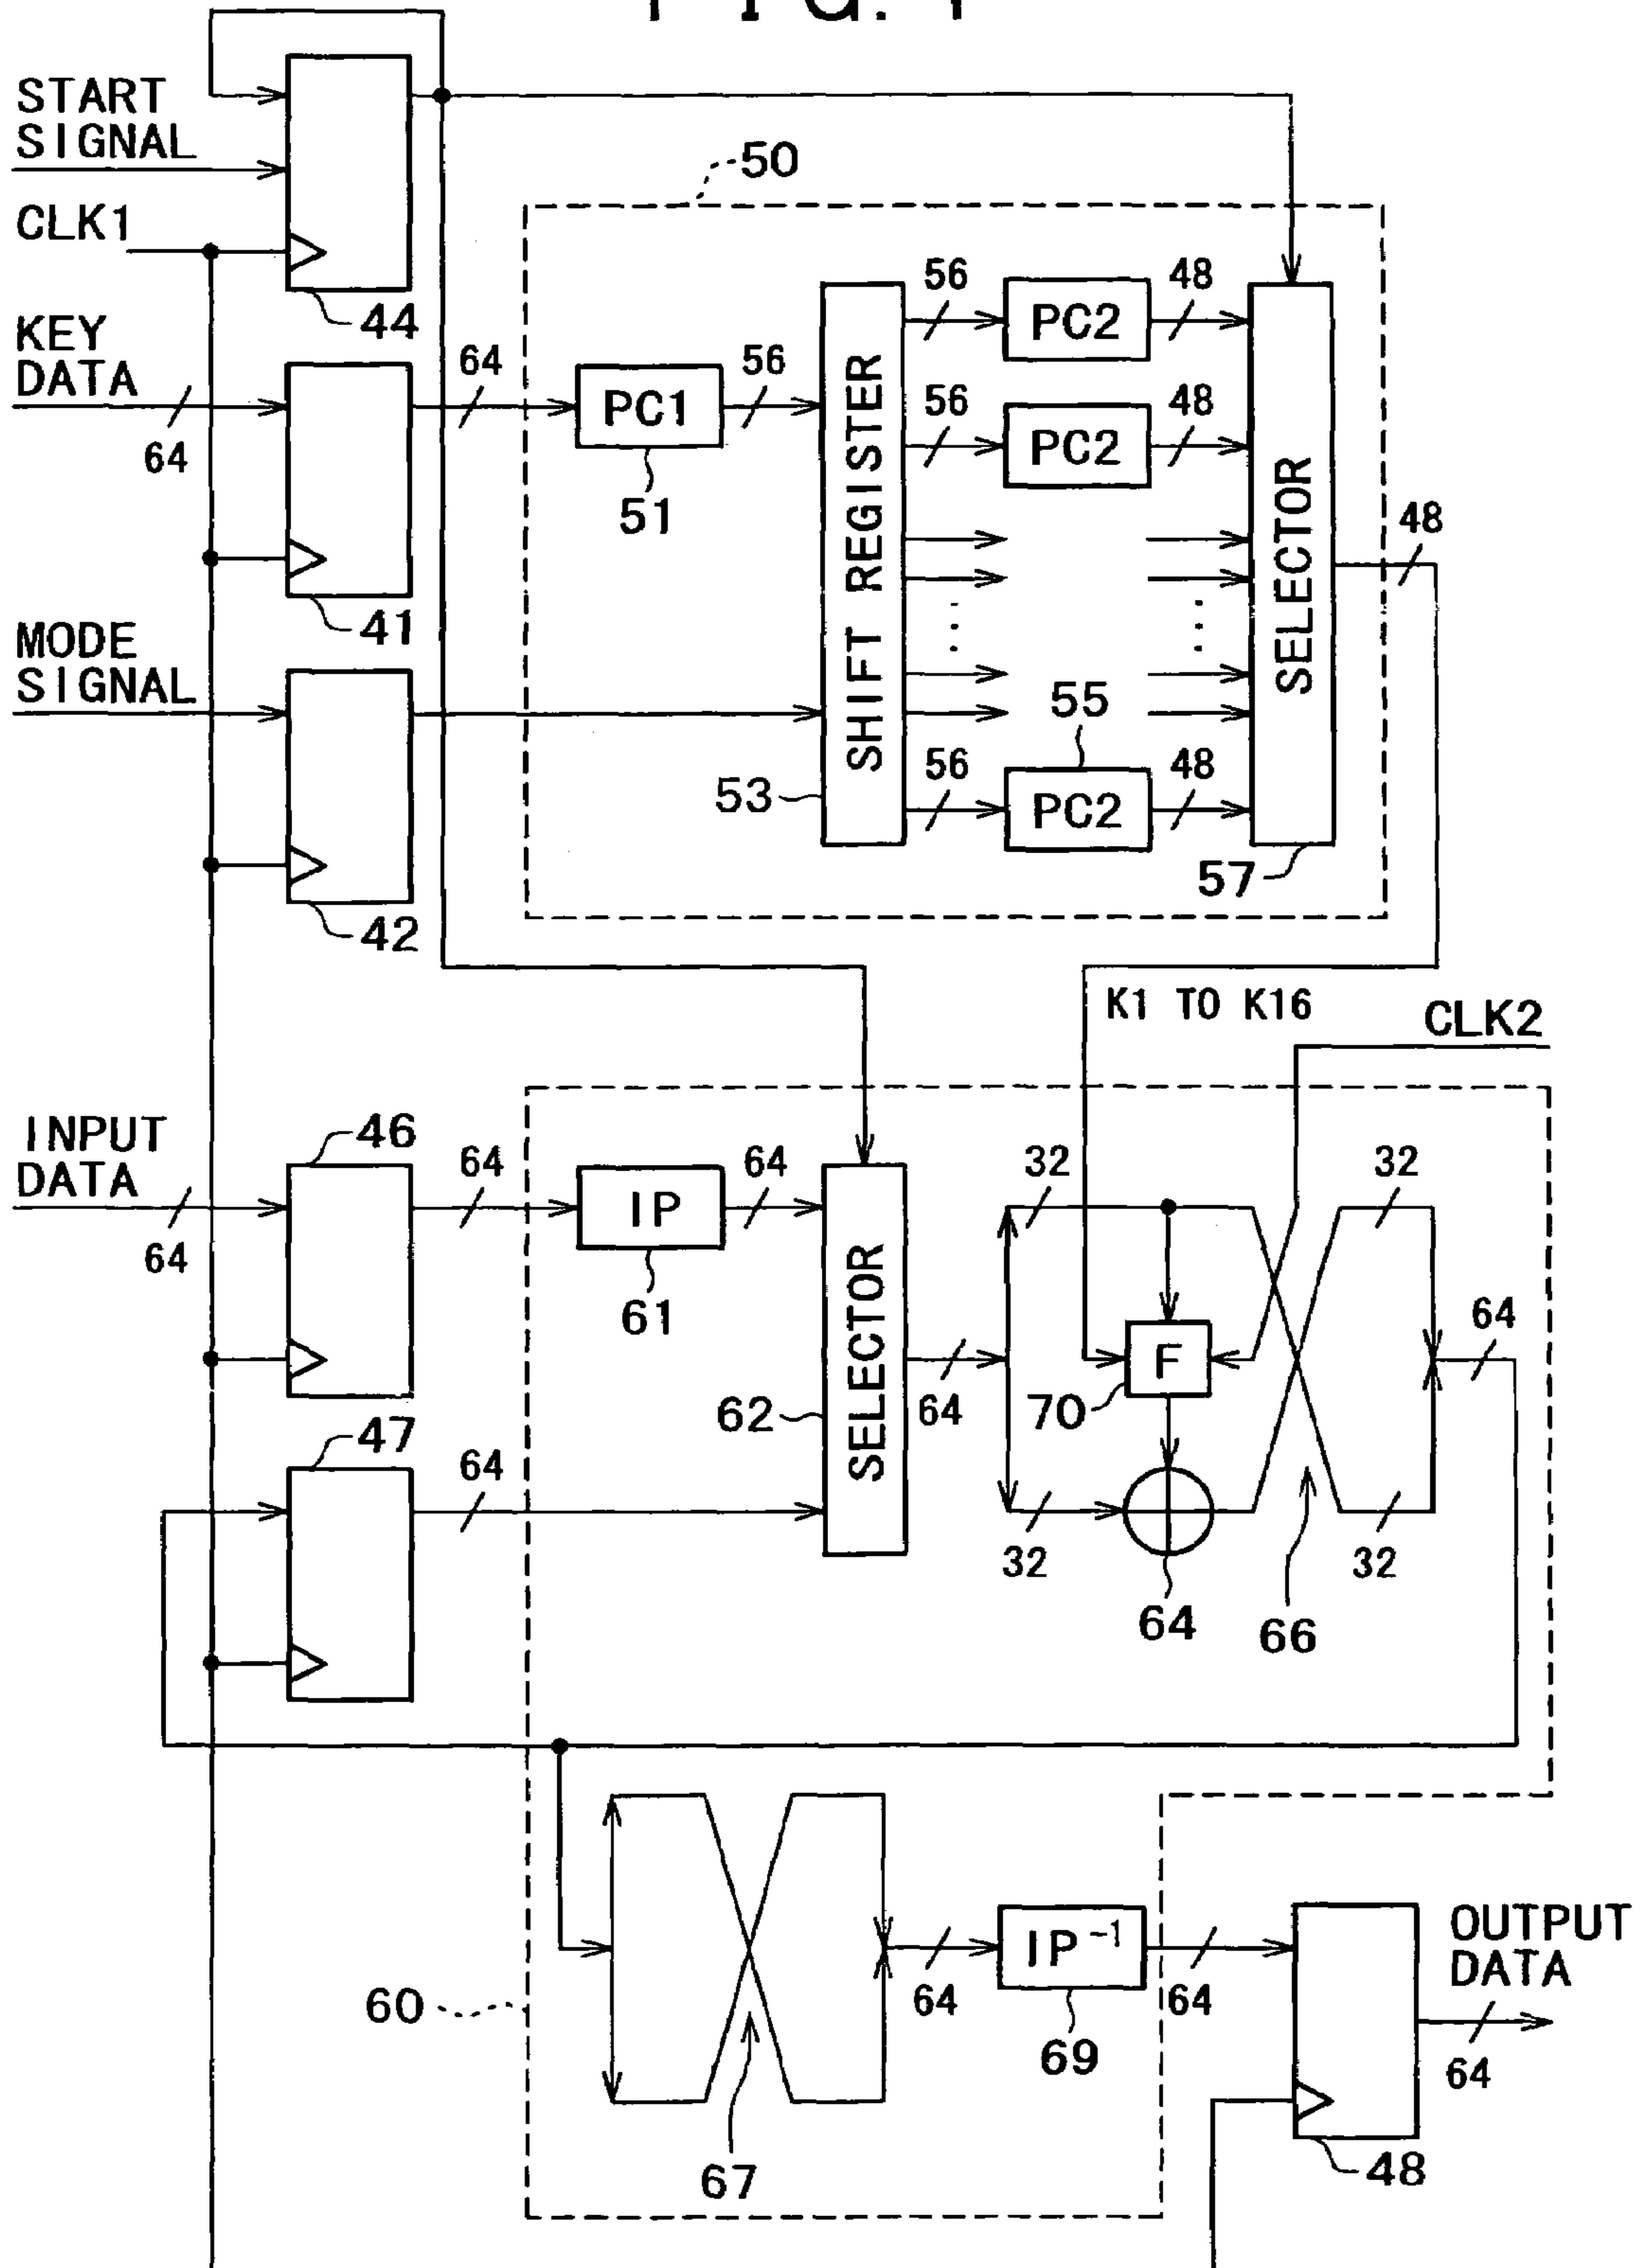 START
SIGNAL
CLK1
44
50
KEY
DATA
64
64
PC1
56
51
41
MODE
SIGNAL
42
SHIFT REGISTER
53
56
PC2
48
56
PC2
48
55
56
PC2
48
SELECTOR
57
48
K1 TO K16
CLK2
INPUT
DATA
64
46
64
IP
64
61
47
64
SELECTOR
62
64
32
32
F
70
64
32
32
66
64
60
67
64
IP⁻¹
69
64
OUTPUT
DATA
64
48